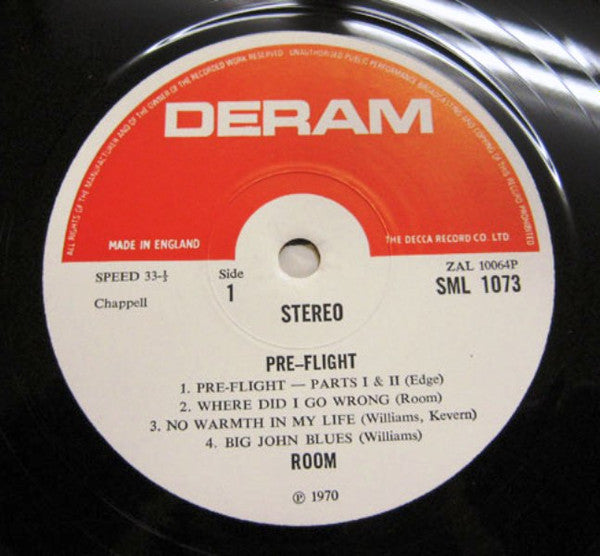 ALL RIGHTS OF THE MANUFACTURER AND OF THE OWNER OF THE RECORDED WORK RESERVED UNAUTHORISED PUBLIC PERFORMANCE BROADCASTING AND COPYING OF THIS RECORD PROHIBITED
DERAM
MADE IN ENGLAND THE DECCA RECORD CO. LTD
SPEED 33-⅓ Side ZAL 10064P
Chappell 1 SML 1073
STEREO
PRE–FLIGHT
1. PRE-FLIGHT — PARTS I & II (Edge)
2. WHERE DID I GO WRONG (Room)
3. NO WARMTH IN MY LIFE (Williams, Kevern)
4. BIG JOHN BLUES (Williams)
ROOM
℗ 1970